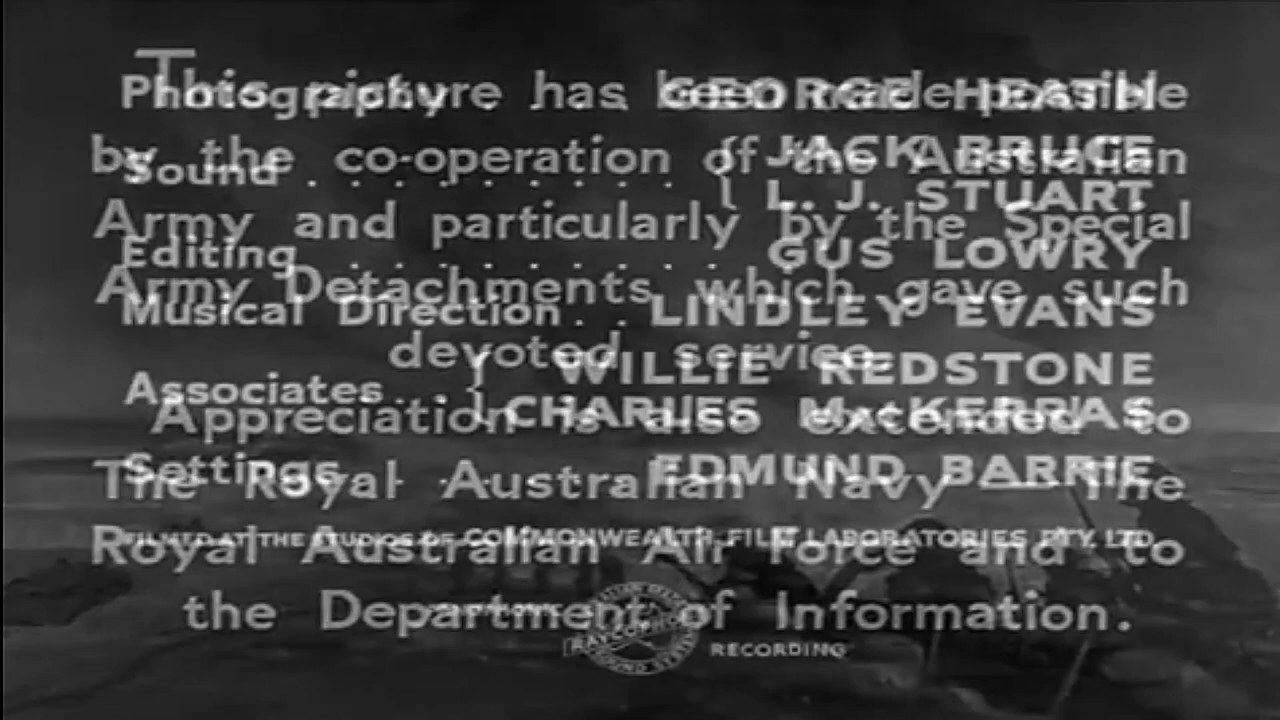 Photography . . . . GEORGE HEATH
Sound . . . . . . . . . { JACK BRUCE
L. J. STUART
Editing . . . . . . . . . GUS LOWRY
Musical Direction . . LINDLEY EVANS
Associates . . { WILLIE REDSTONE
CHARLES McKERRAS
Settings . . . . . . . EDMUND BARRIE
FILMED AT THE STUDIOS OF COMMONWEALTH FILM LABORATORIES PTY. LTD.
RAYCOPHONE
SOUND SYSTEM
RECORDING
This picture has been made possible
by the co-operation of the Australian
Army and particularly by the Special
Army Detachments which gave such
devoted service.
Appreciation is also extended to
The Royal Australian Navy — The
Royal Australian Air Force and to
the Department of Information.